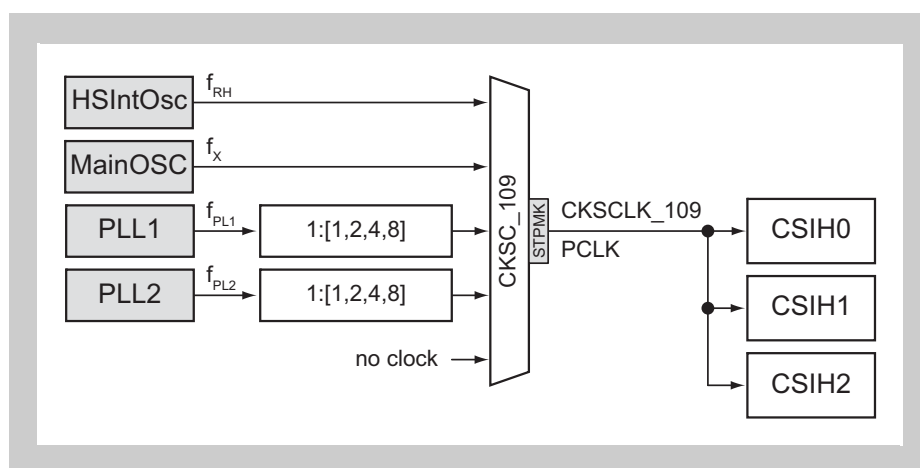 HSIntOsc
fRH
MainOSC
fX
PLL1
fPL1
1:[1,2,4,8]
PLL2
fPL2
1:[1,2,4,8]
no clock
CKSC_109
STPMK
CKSCLK_109
PCLK
CSIH0
CSIH1
CSIH2